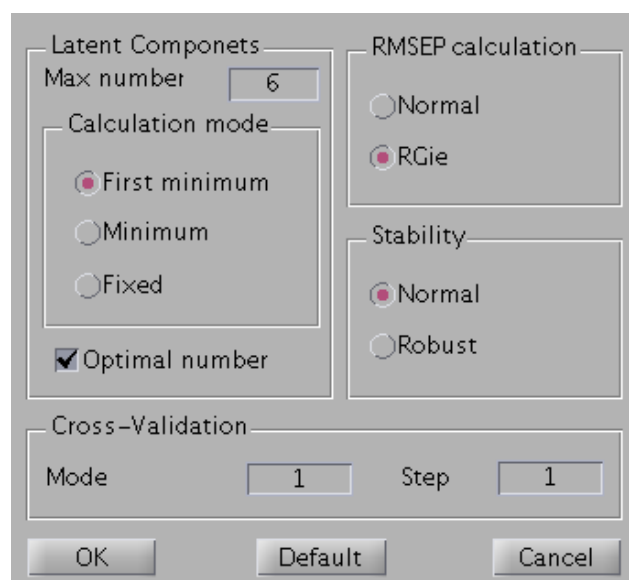 Latent Componets
Max number 6
Calculation mode
First minimum
Minimum
Fixed
Optimal number
RMSEP calculation
Normal
RGie
Stability
Normal
Robust
Cross-Validation
Mode 1 Step 1
OK Default Cancel